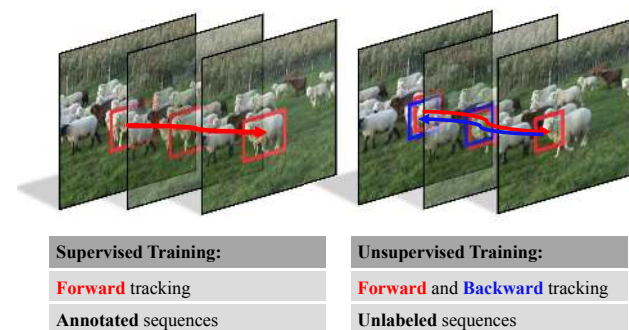 Supervised Training:
Forward tracking
Annotated sequences
Unsupervised Training:
Forward and Backward tracking
Unlabeled sequences